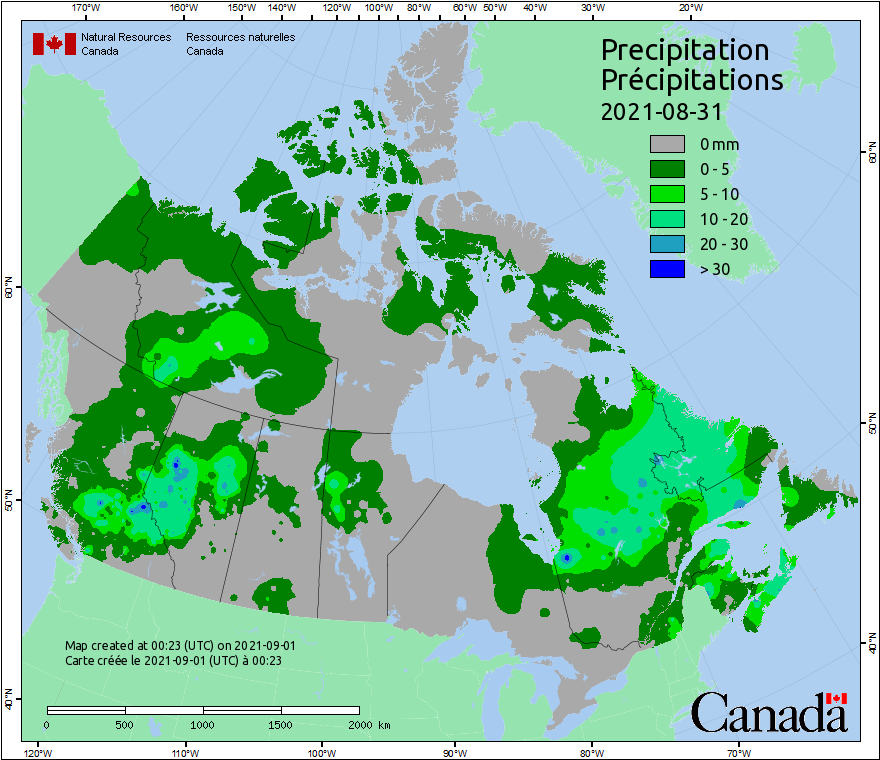 170°W 160°W 150°W 140°W 120°W 100°W 80°W 60°W 50°W 40°W 30°W 20°W
Natural Resources Ressources naturelles
Canada Canada
Precipitation
Précipitations
2021-08-31
0 mm
0 - 5
5 - 10
10 - 20
20 - 30
> 30
60°N
60°N
50°N
50°N
40°N
40°N
Map created at 00:23 (UTC) on 2021-09-01
Carte créée le 2021-09-01 (UTC) à 00:23
0 500 1000 1500 2000 km
Canada
120°W 110°W 100°W 90°W 80°W 70°W